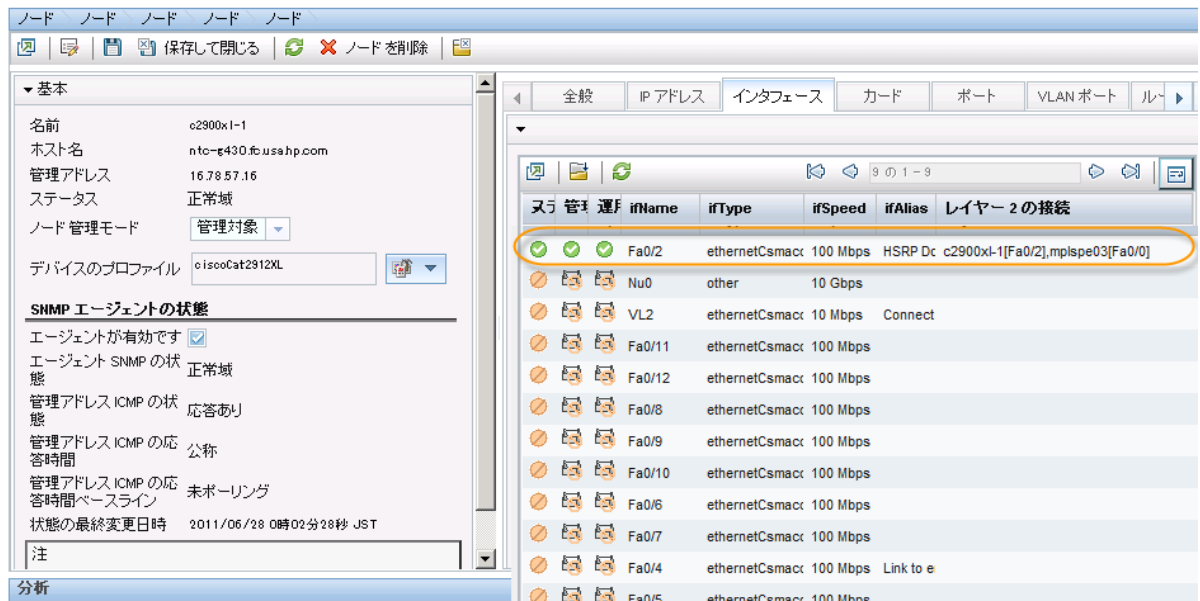 ノード ノード ノード ノード ノード
保存して閉じる ノード を削除
基本
名前 c2900xl-1
ホスト名 ntc-g430.fc.usa.hp.com
管理アドレス 16.78.57.16
ステータス 正常域
ノード 管理モード 管理対象
デバイスのプロファイル ciscoCat2912XL
SNMP エージェントの状態
エージェントが有効です
エージェント SNMP の状
態
正常域
管理アドレス ICMP の状
態
応答あり
管理アドレス ICMP の応
答時間
公称
管理アドレス ICMP の応
答時間ベースライン
未ポーリング
状態の最終変更日時 2011/06/28 0時02分28秒 JST
注
分析
全般 IP アドレス インタフェース カード ポート VLAN ポート ルー
9 の 1 - 9
ステ 管理 運用 ifName ifType ifSpeed ifAlias レイヤー 2 の接続
Fa0/2 ethernetCsmacc 100 Mbps HSRP Dc c2900xl-1[Fa0/2],mplspe03[Fa0/0]
Nu0 other 10 Gbps
VL2 ethernetCsmacc 10 Mbps Connect
Fa0/11 ethernetCsmacc 100 Mbps
Fa0/12 ethernetCsmacc 100 Mbps
Fa0/8 ethernetCsmacc 100 Mbps
Fa0/9 ethernetCsmacc 100 Mbps
Fa0/10 ethernetCsmacc 100 Mbps
Fa0/6 ethernetCsmacc 100 Mbps
Fa0/7 ethernetCsmacc 100 Mbps
Fa0/4 ethernetCsmacc 100 Mbps Link to e
Fa0/5 ethernetCsmacc 100 Mbps